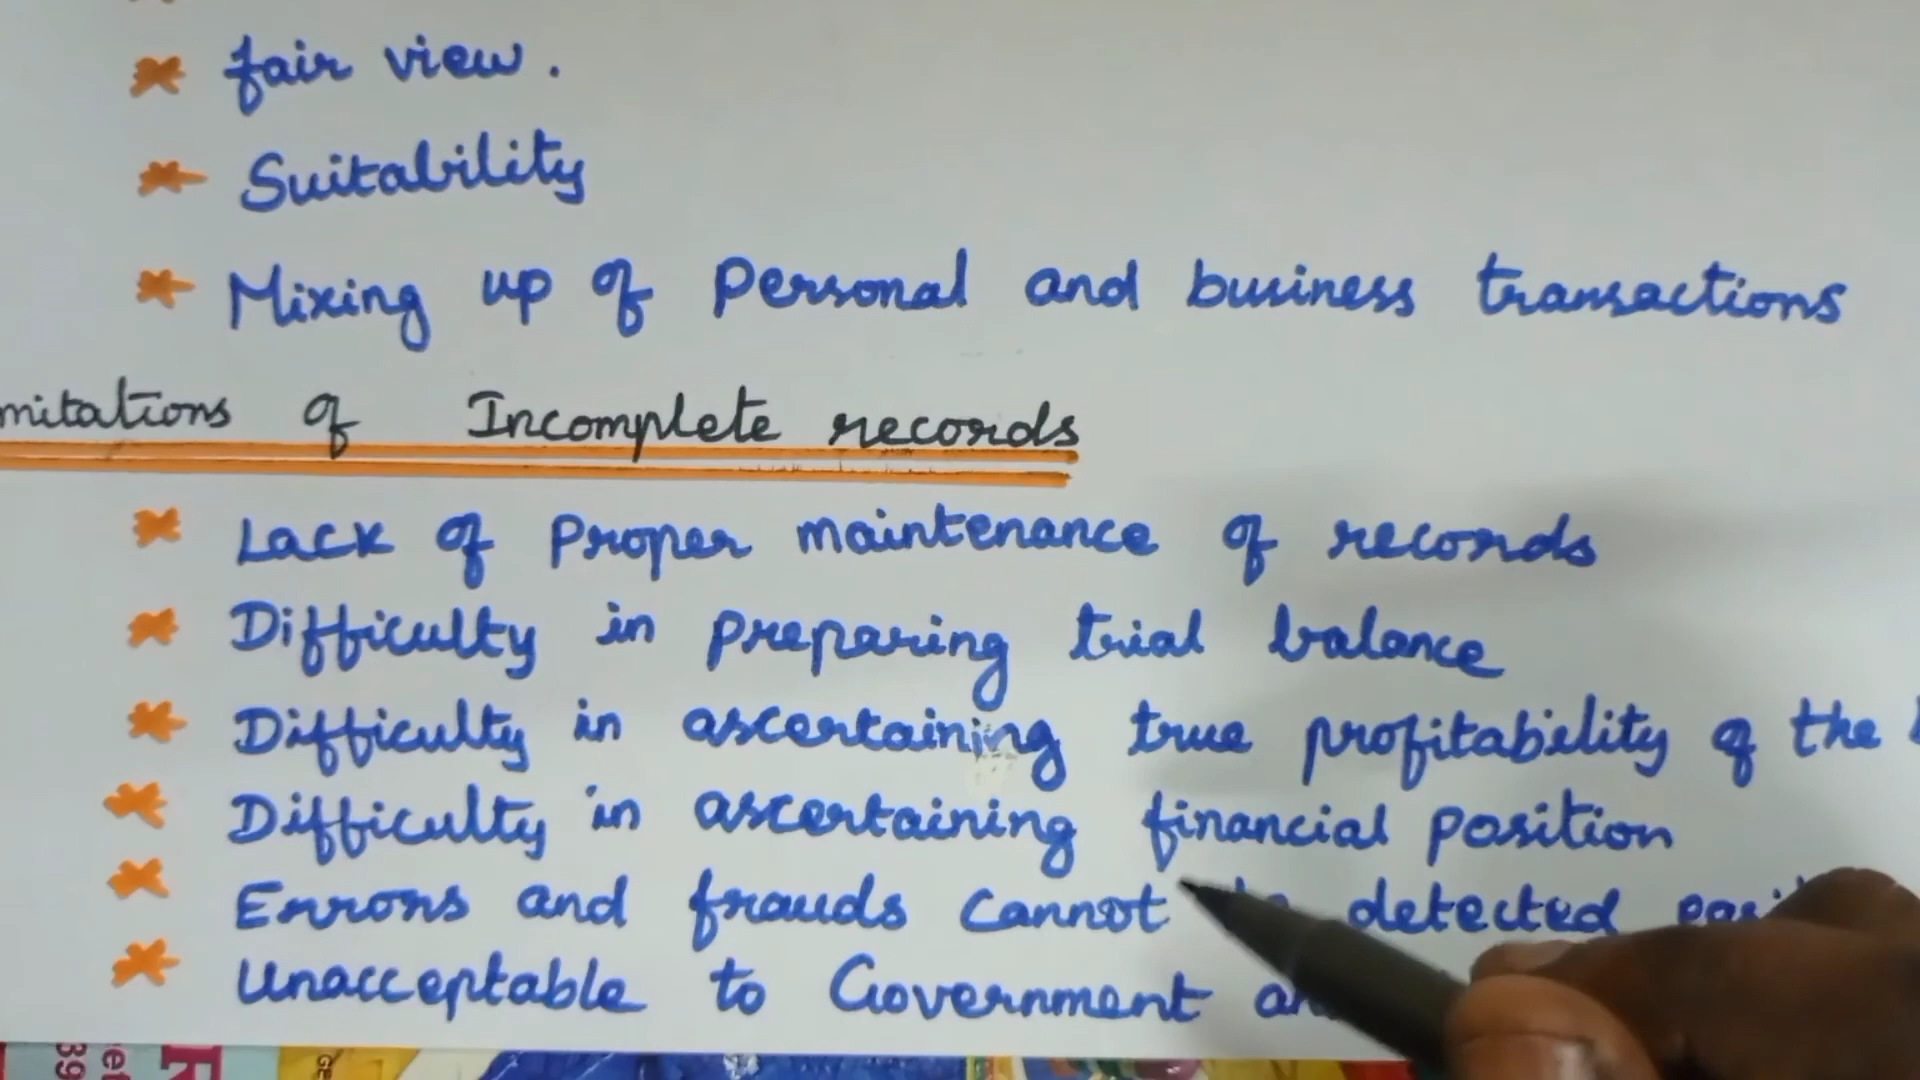 fair view.
Suitability
Mixing up of Personal and business transactions
mitations of Incomplete records
Lack of Proper maintenance of records
Difficulty in preparing trial balance
Difficulty in ascertaining true profitability of the
Difficulty in ascertaining financial position
Errors and frauds cannot detected
Unacceptable to Government